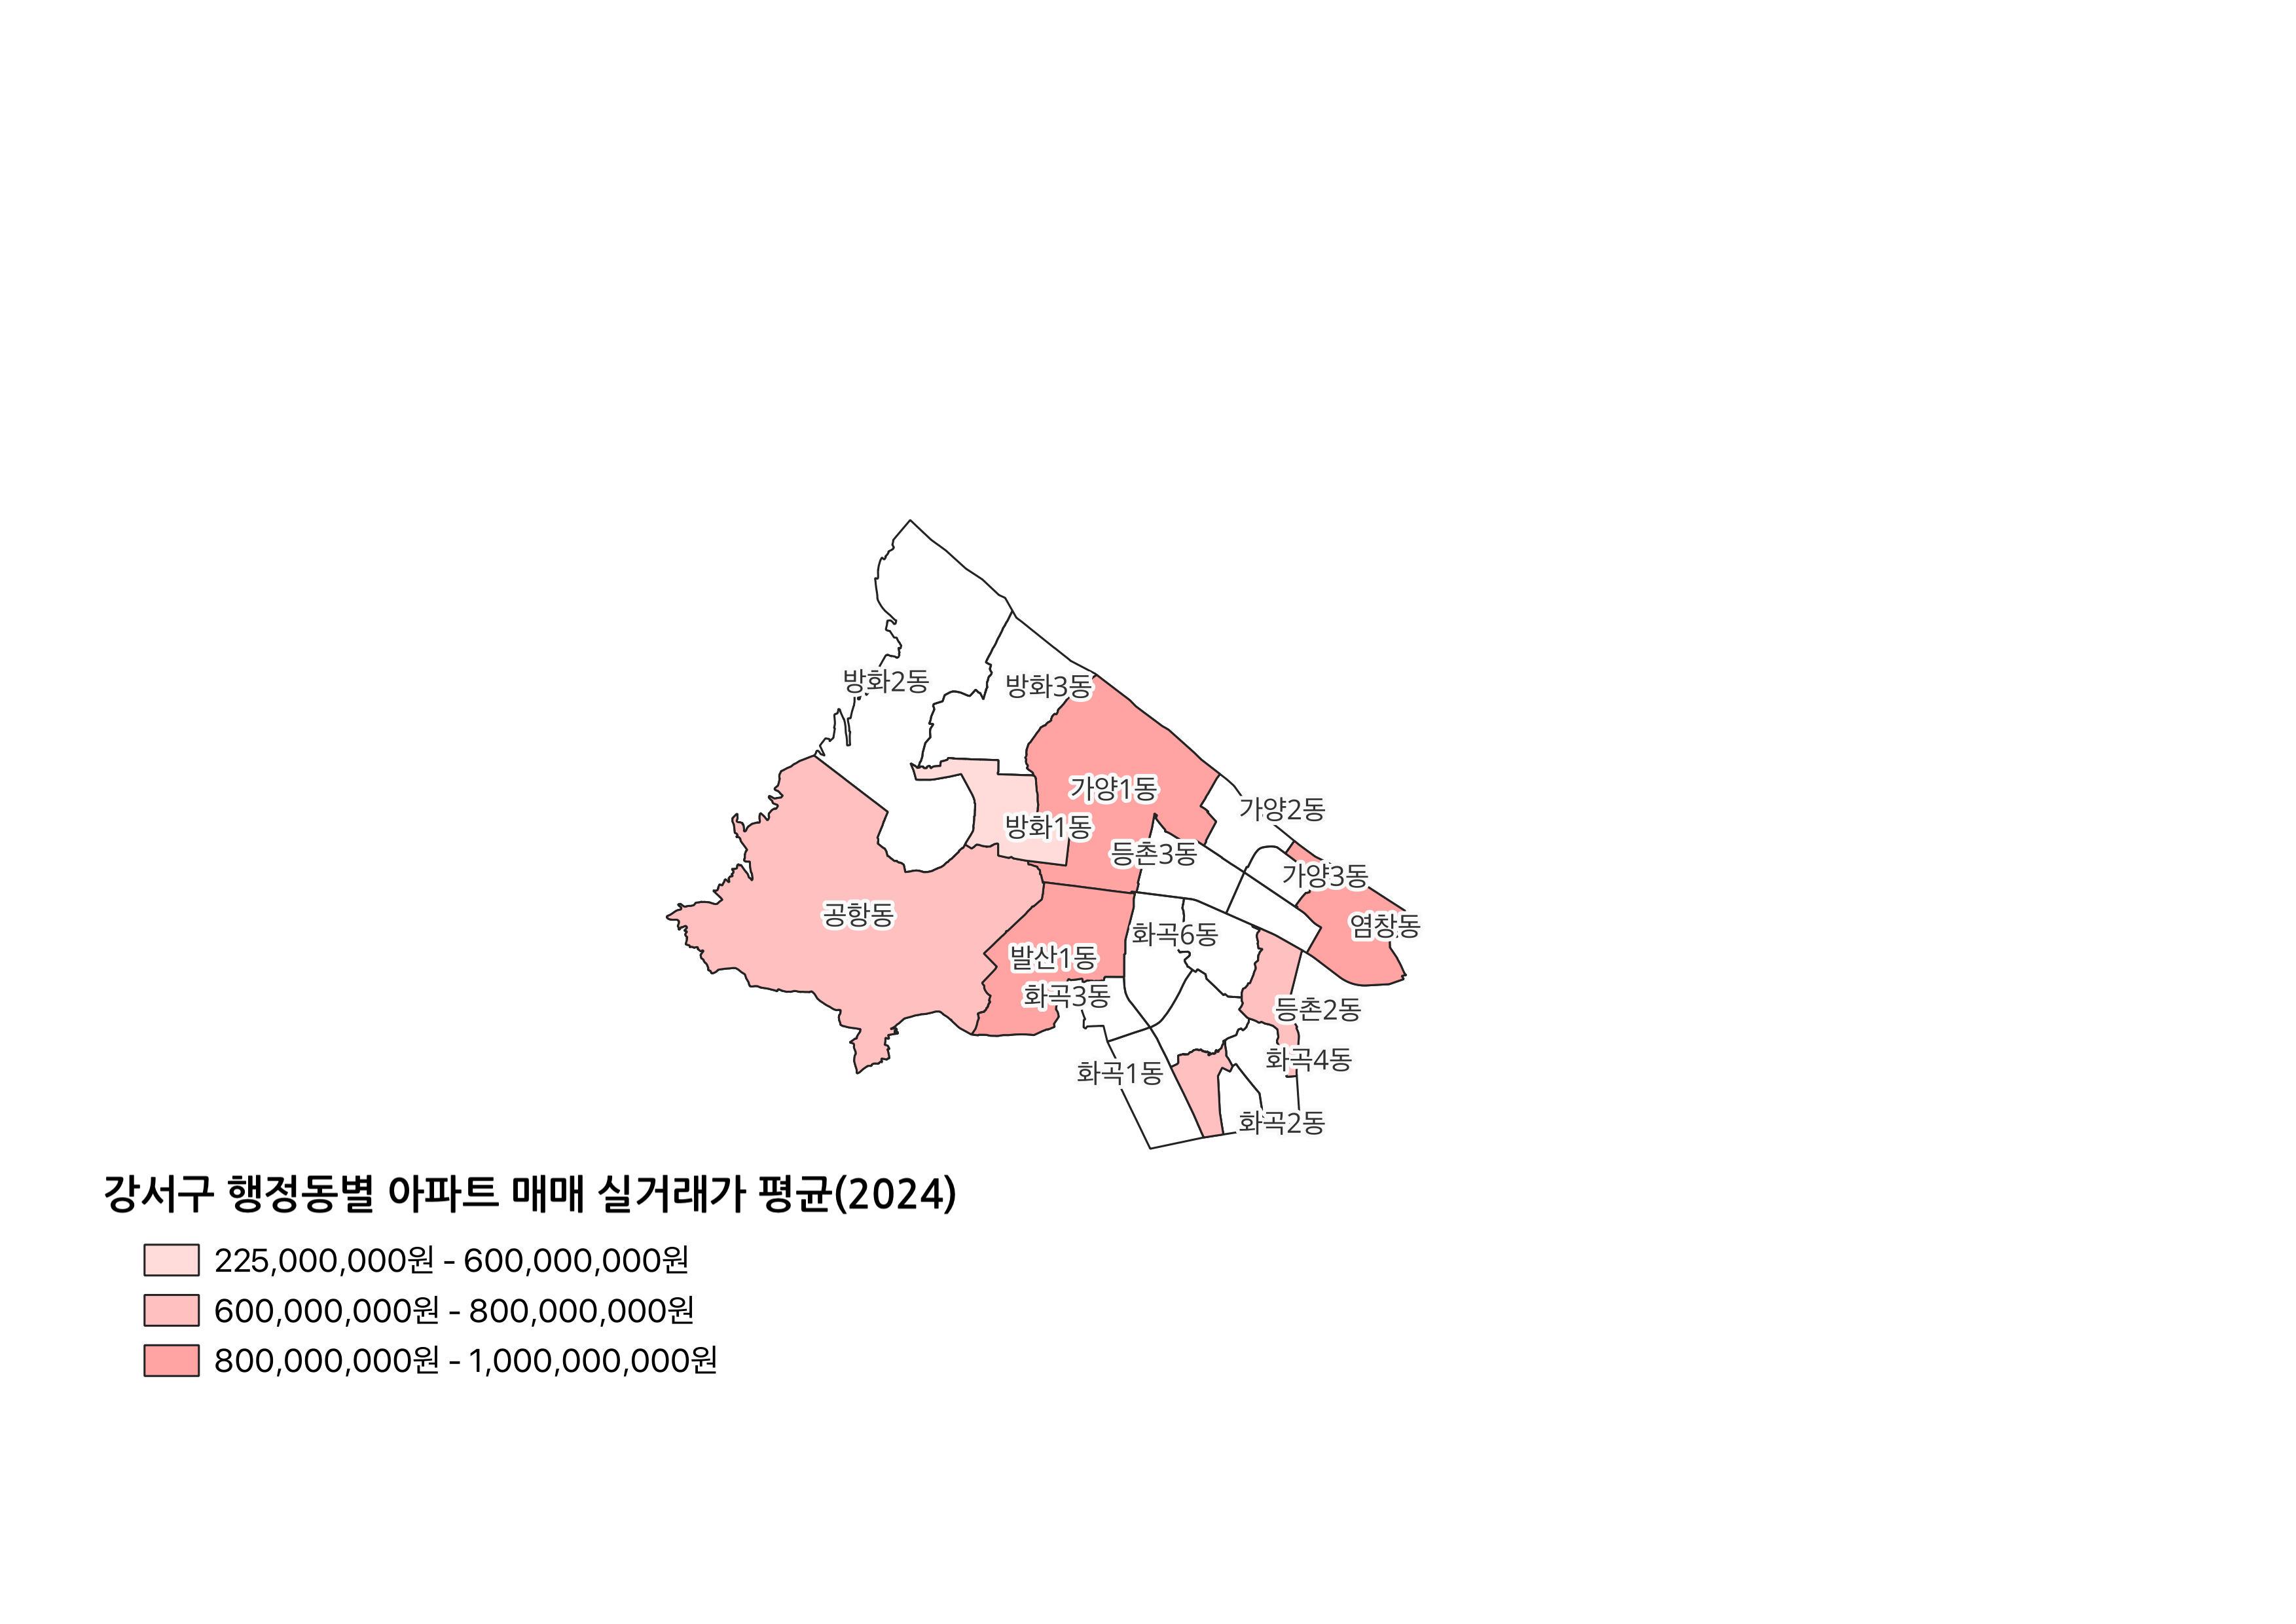 방화2동
방화3동
가양1동
가양2동
방화1동
등촌3동
가양3동
공항동
염창동
화곡6동
발산1동
화곡3동
등촌2동
화곡4동
화곡1동
화곡2동
강서구 행정동별 아파트 매매 실거래가 평균(2024)
225,000,000원 - 600,000,000원
600,000,000원 - 800,000,000원
800,000,000원 - 1,000,000,000원